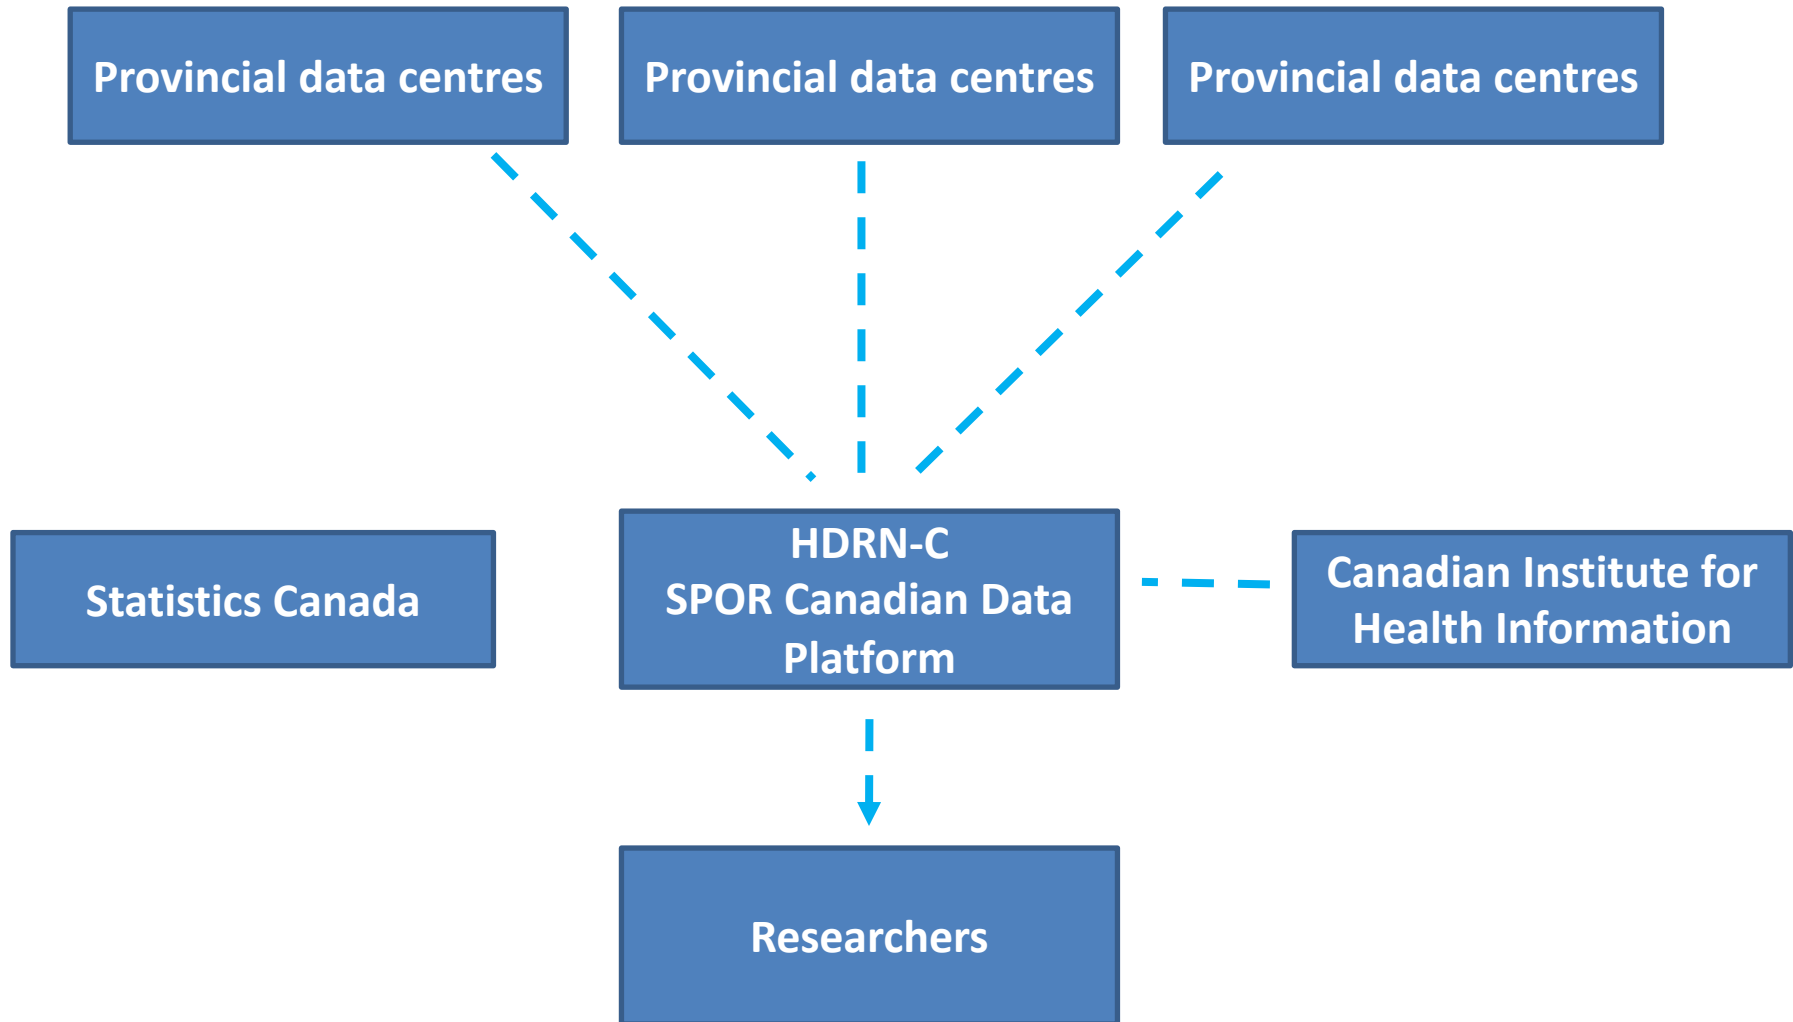 Provincial data centres
Provincial data centres
Provincial data centres
Statistics Canada
HDRN-C
SPOR Canadian Data
Platform
Canadian Institute for
Health Information
Researchers